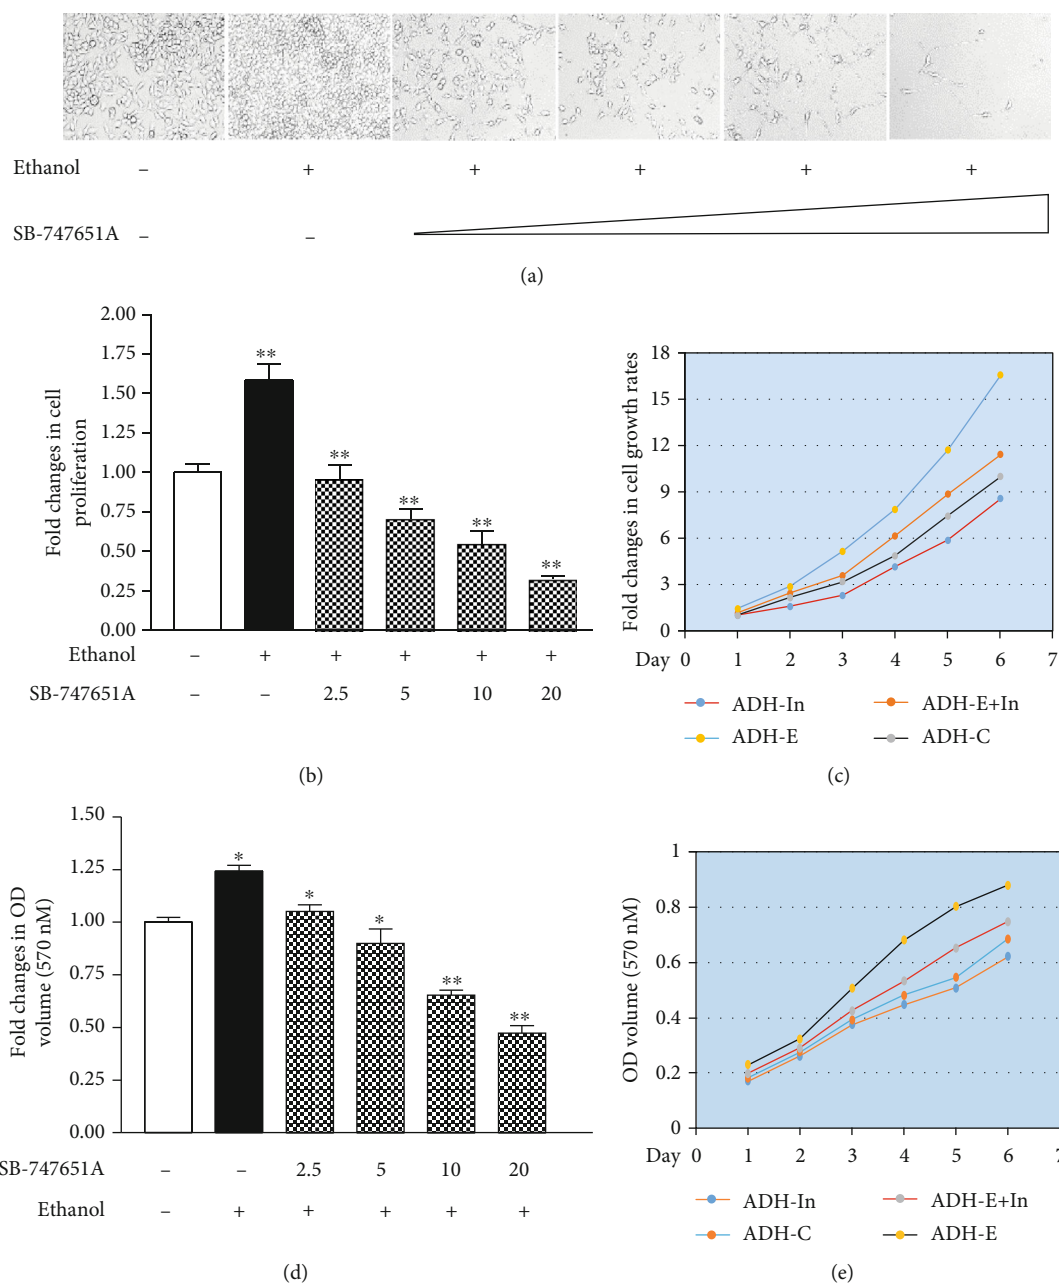 Ethanol – + + + + +
SB-747651A – –
(a)
Fold changes in cell
proliferation
2.00
1.75
1.50
1.25
1.00
0.75
0.50
0.25
0.00
** ** ** ** **
Ethanol – + + + + +
SB-747651A – – 2.5 5 10 20
(b)
Fold changes in cell growth rates
18
15
12
9
6
3
0
Day 0 1 2 3 4 5 6 7
ADH-In ADH-E+In
ADH-E ADH-C
(c)
Fold changes in OD
volume (570 nM)
1.50
1.25
1.00
0.75
0.50
0.25
0.00
* * * ** **
SB-747651A – – 2.5 5 10 20
Ethanol – + + + + +
(d)
OD volume (570 nM)
1
0.8
0.6
0.4
0.2
0
Day 0 1 2 3 4 5 6 7
ADH-In ADH-E+In
ADH-C ADH-E
(e)